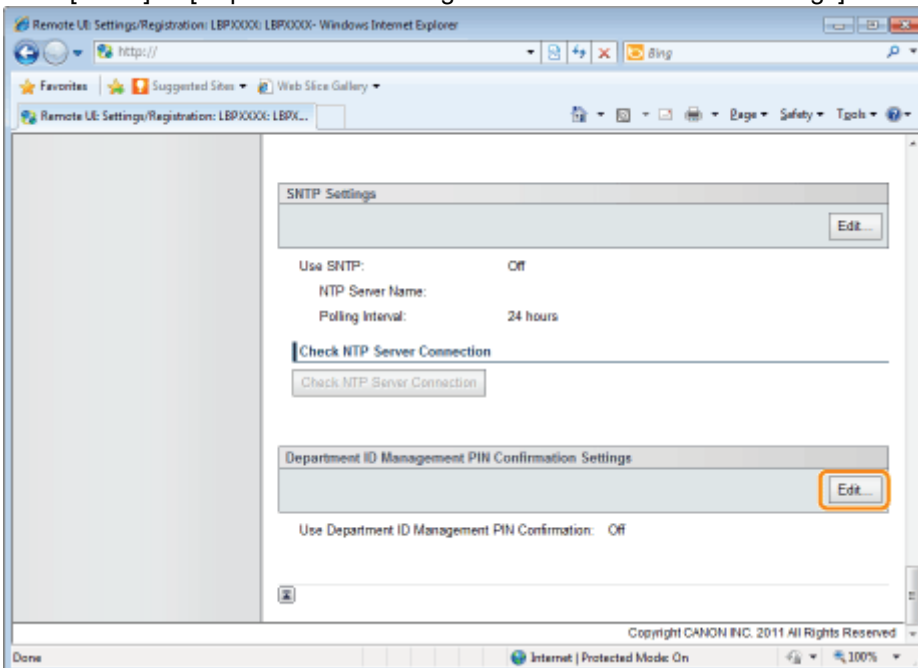 Remote UI: Settings/Registration: LBPXXXX: LBPXXXX- Windows Internet Explorer
http://
Bing
Favorites Suggested Sites Web Slice Gallery
Remote UI: Settings/Registration: LBPXXXX: LBPX... Page Safety Tools
SNTP Settings
Edit...
Use SNTP: Off
NTP Server Name:
Polling Interval: 24 hours
Check NTP Server Connection
Check NTP Server Connection
Department ID Management PIN Confirmation Settings
Edit...
Use Department ID Management PIN Confirmation: Off
Copyright CANON INC. 2011 All Rights Reserved
Done Internet | Protected Mode: On 100%